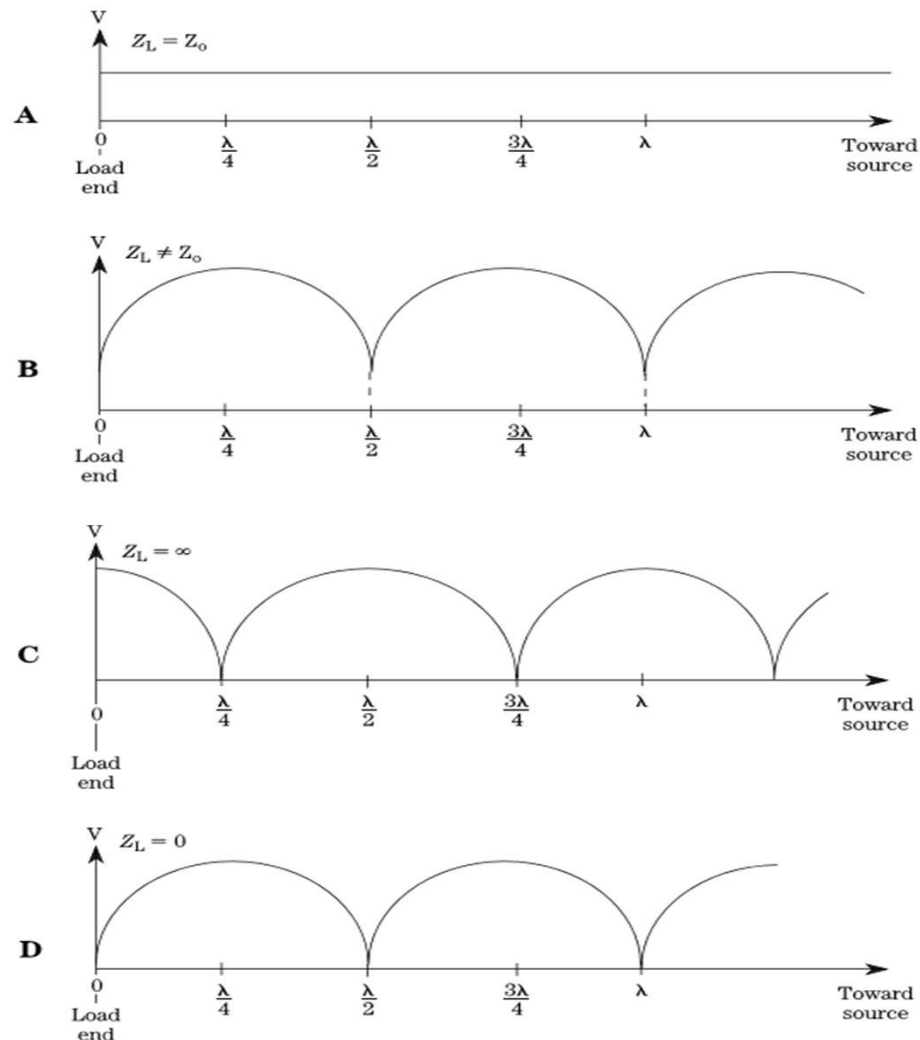 V
Z_L = Z_o
A
0
λ/4
λ/2
3λ/4
λ
Toward
source
Load
end
V
Z_L ≠ Z_o
B
0
λ/4
λ/2
3λ/4
λ
Toward
source
Load
end
V
Z_L = ∞
C
0
λ/4
λ/2
3λ/4
λ
Toward
source
Load
end
V
Z_L = 0
D
0
λ/4
λ/2
3λ/4
λ
Toward
source
Load
end